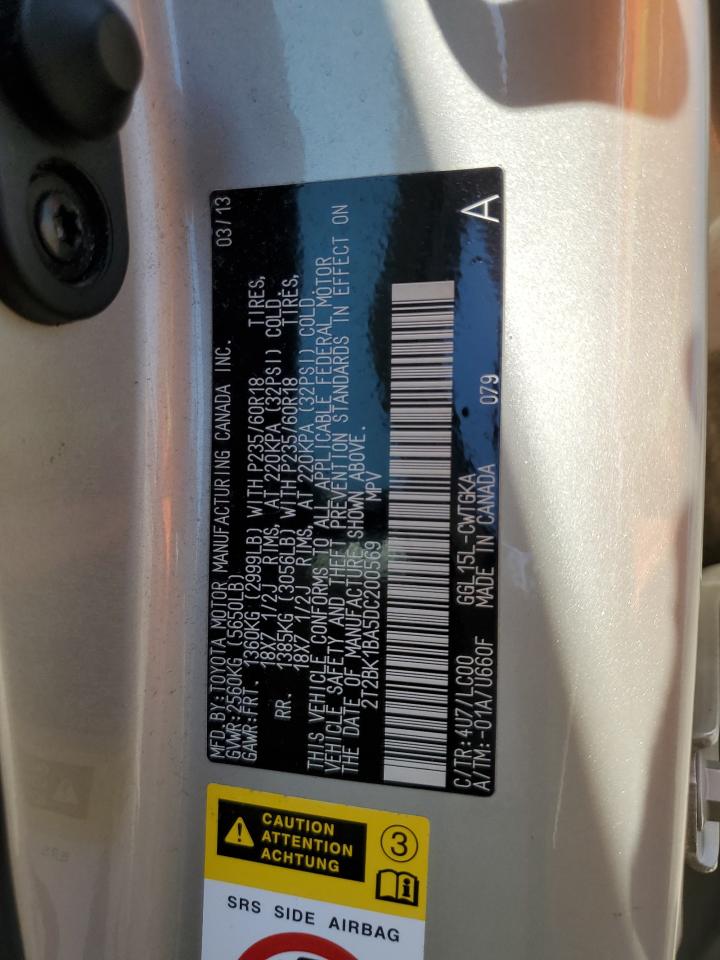 MFD.BY:TOYOTA MOTOR MANUFACTURING CANADA INC. 03/13
GVWR:2560KG(5650LB)
GAWR:FRT. 1360KG(2999LB) WITH P235/60R18 TIRES,
18X7 1/2J RIMS, AT 220KPA(32PSI) COLD.
RR. 1385KG(3056LB) WITH P235/60R18 TIRES,
18X7 1/2J RIMS, AT 220KPA(32PSI) COLD.
THIS VEHICLE CONFORMS TO ALL APPLICABLE FEDERAL MOTOR
VEHICLE SAFETY AND THEFT PREVENTION STANDARDS IN EFFECT ON
THE DATE OF MANUFACTURE SHOWN ABOVE.
2T2BK1BA5DC200569 MPV
C/TR:4U7/LC00 GGL15L-CWTGKA 079 A
A/TM:-01A/U660F MADE IN CANADA
CAUTION
ATTENTION
ACHTUNG
3
i
SRS SIDE AIRBAG